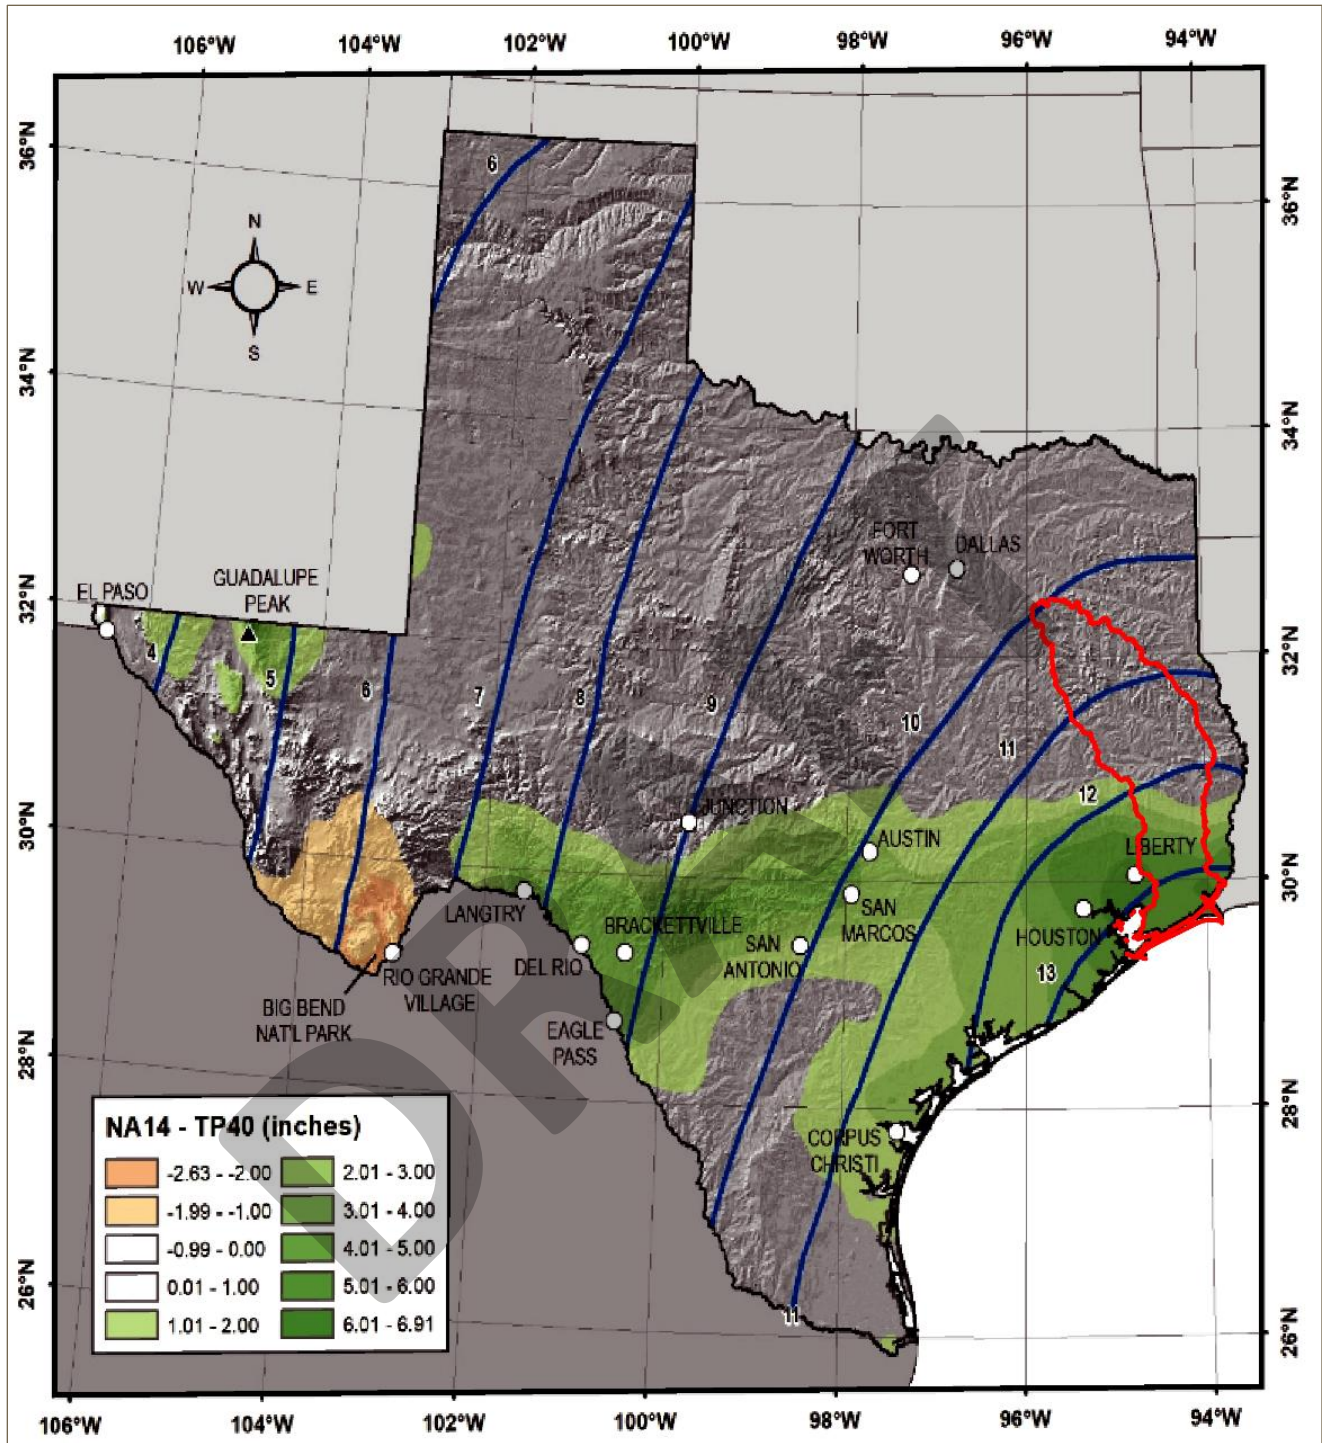 106°W 104°W 102°W 100°W 98°W 96°W 94°W
36°N
36°N
34°N
34°N
32°N
32°N
30°N
30°N
28°N
28°N
26°N
26°N
N
W E
S
6
FORT
WORTH
DALLAS
EL PASO
GUADALUPE
PEAK
4
5
6
7
8
9
10
11
12
13
11
JUNCTION
AUSTIN
LIBERTY
LANGTRY
BRACKETTVILLE
SAN
MARCOS
HOUSTON
DEL RIO
SAN
ANTONIO
RIO GRANDE
VILLAGE
BIG BEND
NAT'L PARK
EAGLE
PASS
CORPUS
CHRISTI
DRAFT
NA14 - TP40 (inches)
-2.63 - -2.00
-1.99 - -1.00
-0.99 - 0.00
0.01 - 1.00
1.01 - 2.00
2.01 - 3.00
3.01 - 4.00
4.01 - 5.00
5.01 - 6.00
6.01 - 6.91
106°W 104°W 102°W 100°W 98°W 96°W 94°W